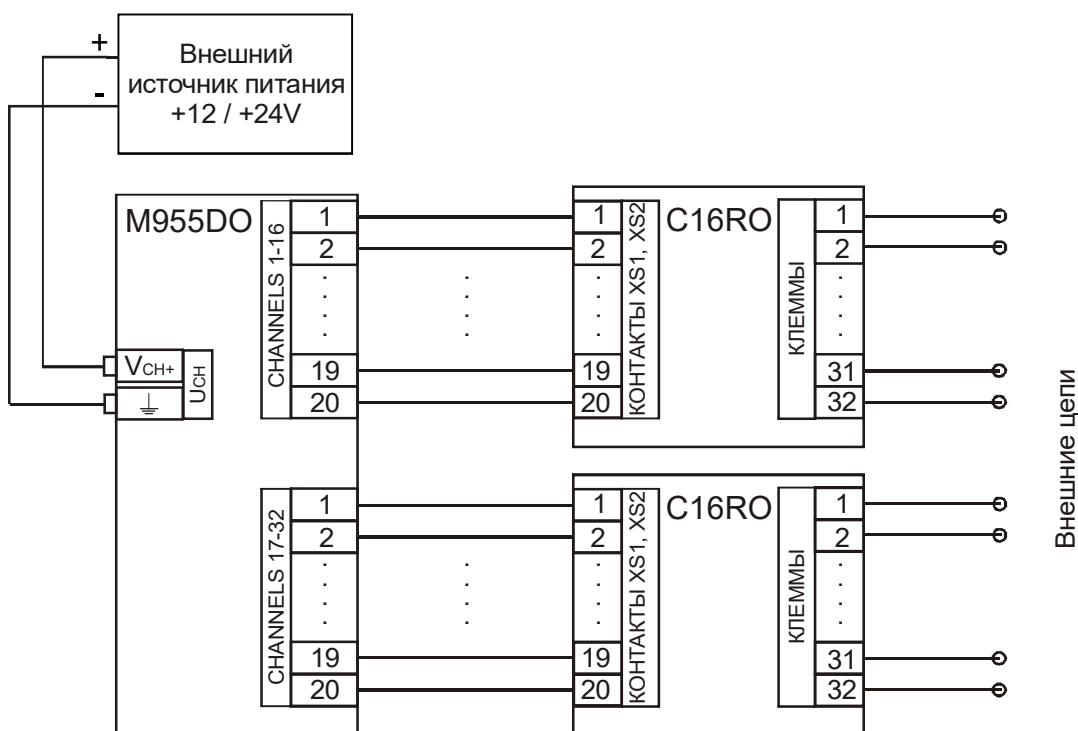 +
-
Внешний
источник питания
+12 / +24V
M955DO
CHANNELS 1-16
1
2
19
20
VCH+
UCH
1
2
19
20
КОНТАКТЫ XS1, XS2
C16RO
КЛЕММЫ
1
2
31
32
CHANNELS 17-32
1
2
19
20
1
2
19
20
КОНТАКТЫ XS1, XS2
C16RO
КЛЕММЫ
1
2
31
32
Внешние цепи